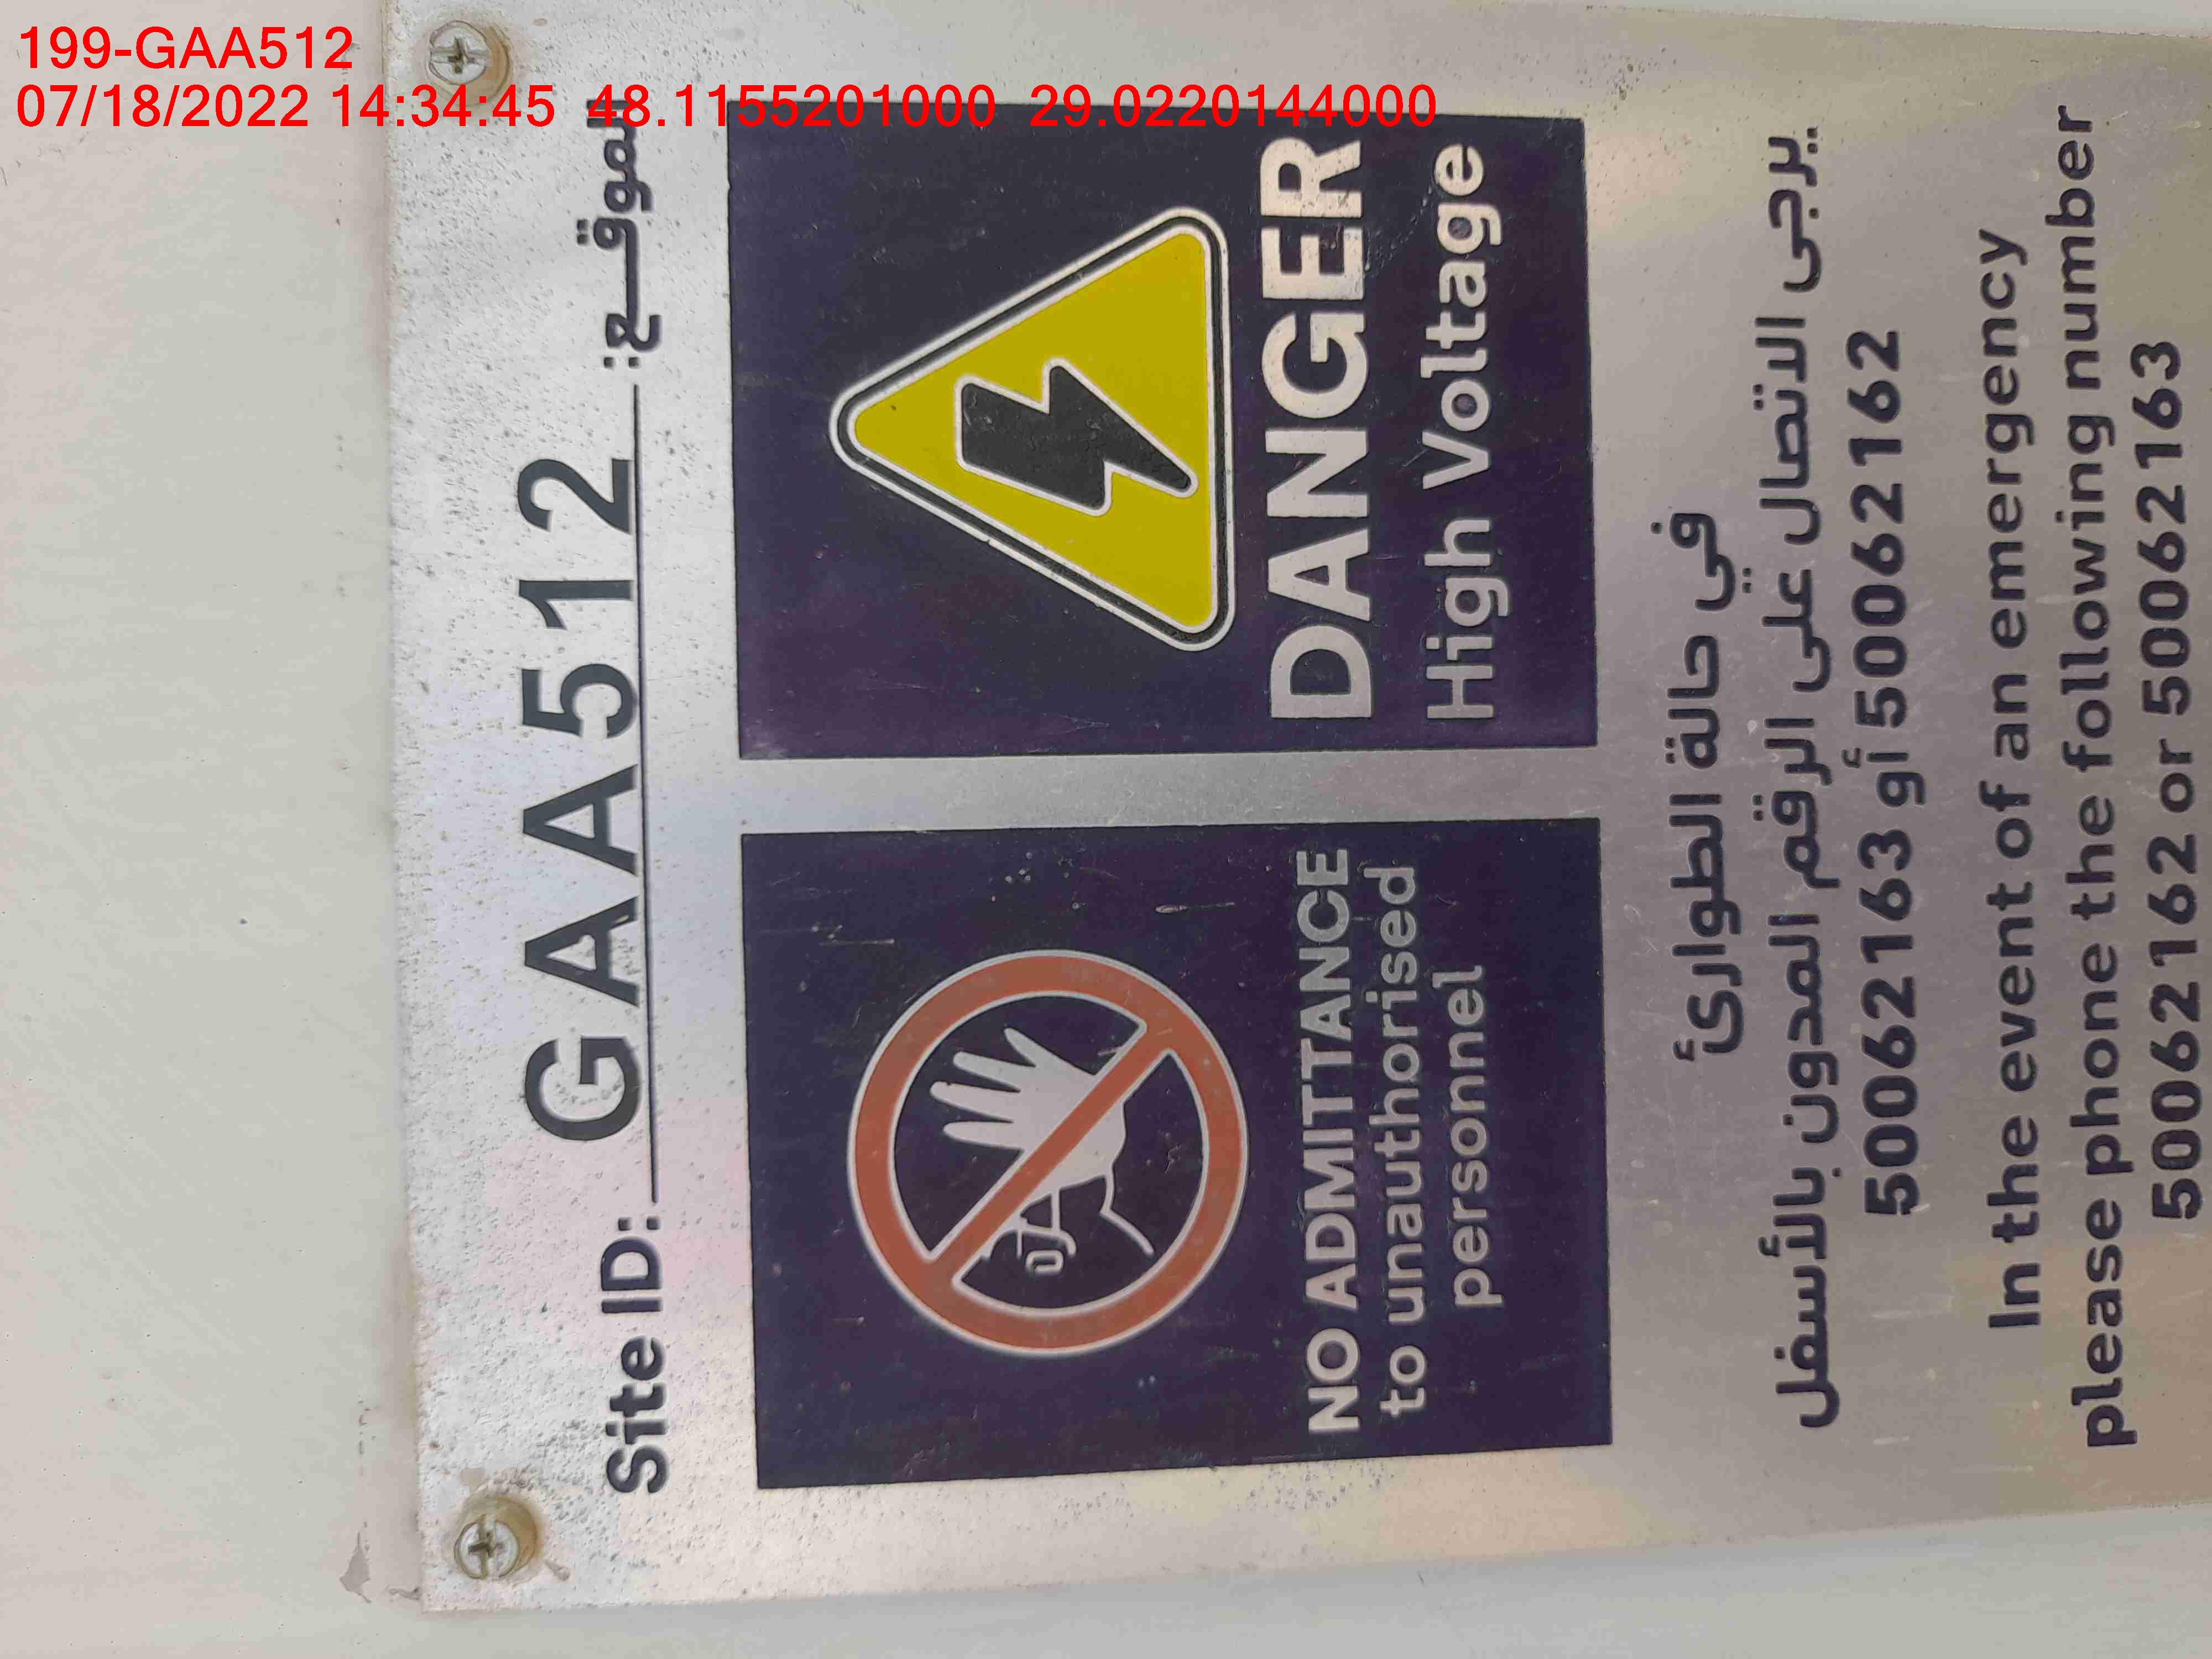 199-GAA512
07/18/2022 14:34:45 48.1155201000 29.0220144000
Site ID: GAA512 الموقـــع:
NO ADMITTANCE
to unauthorised
personnel
DANGER
High Voltage
في حالة الطوارئ
يرجى الاتصال على الرقم المدون بالأسفل
50062163 أو 50062162
In the event of an emergency
please phone the following number
50062162 or 50062163